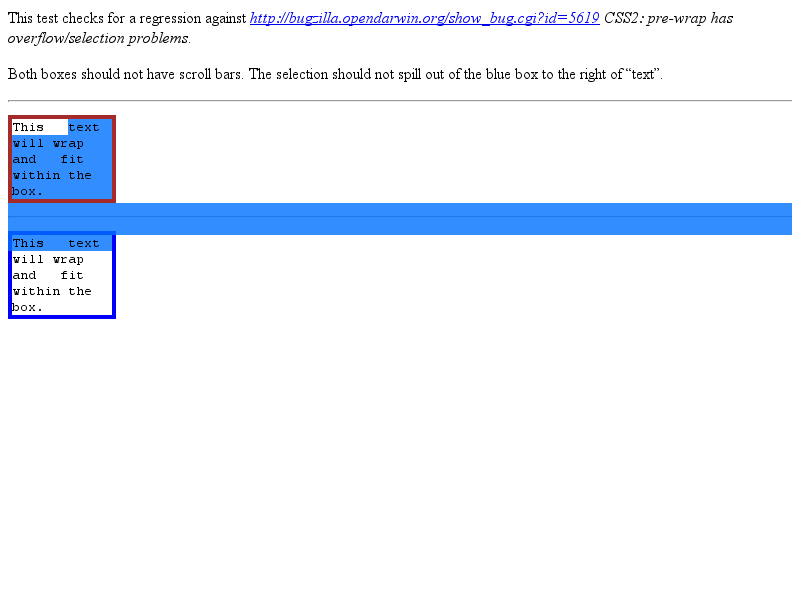 This test checks for a regression against http://bugzilla.opendarwin.org/show_bug.cgi?id=5619 CSS2: pre-wrap has
overflow/selection problems.
Both boxes should not have scroll bars. The selection should not spill out of the blue box to the right of “text”.
This   text
will wrap
and   fit
within the
box.
This   text
will wrap
and   fit
within the
box.